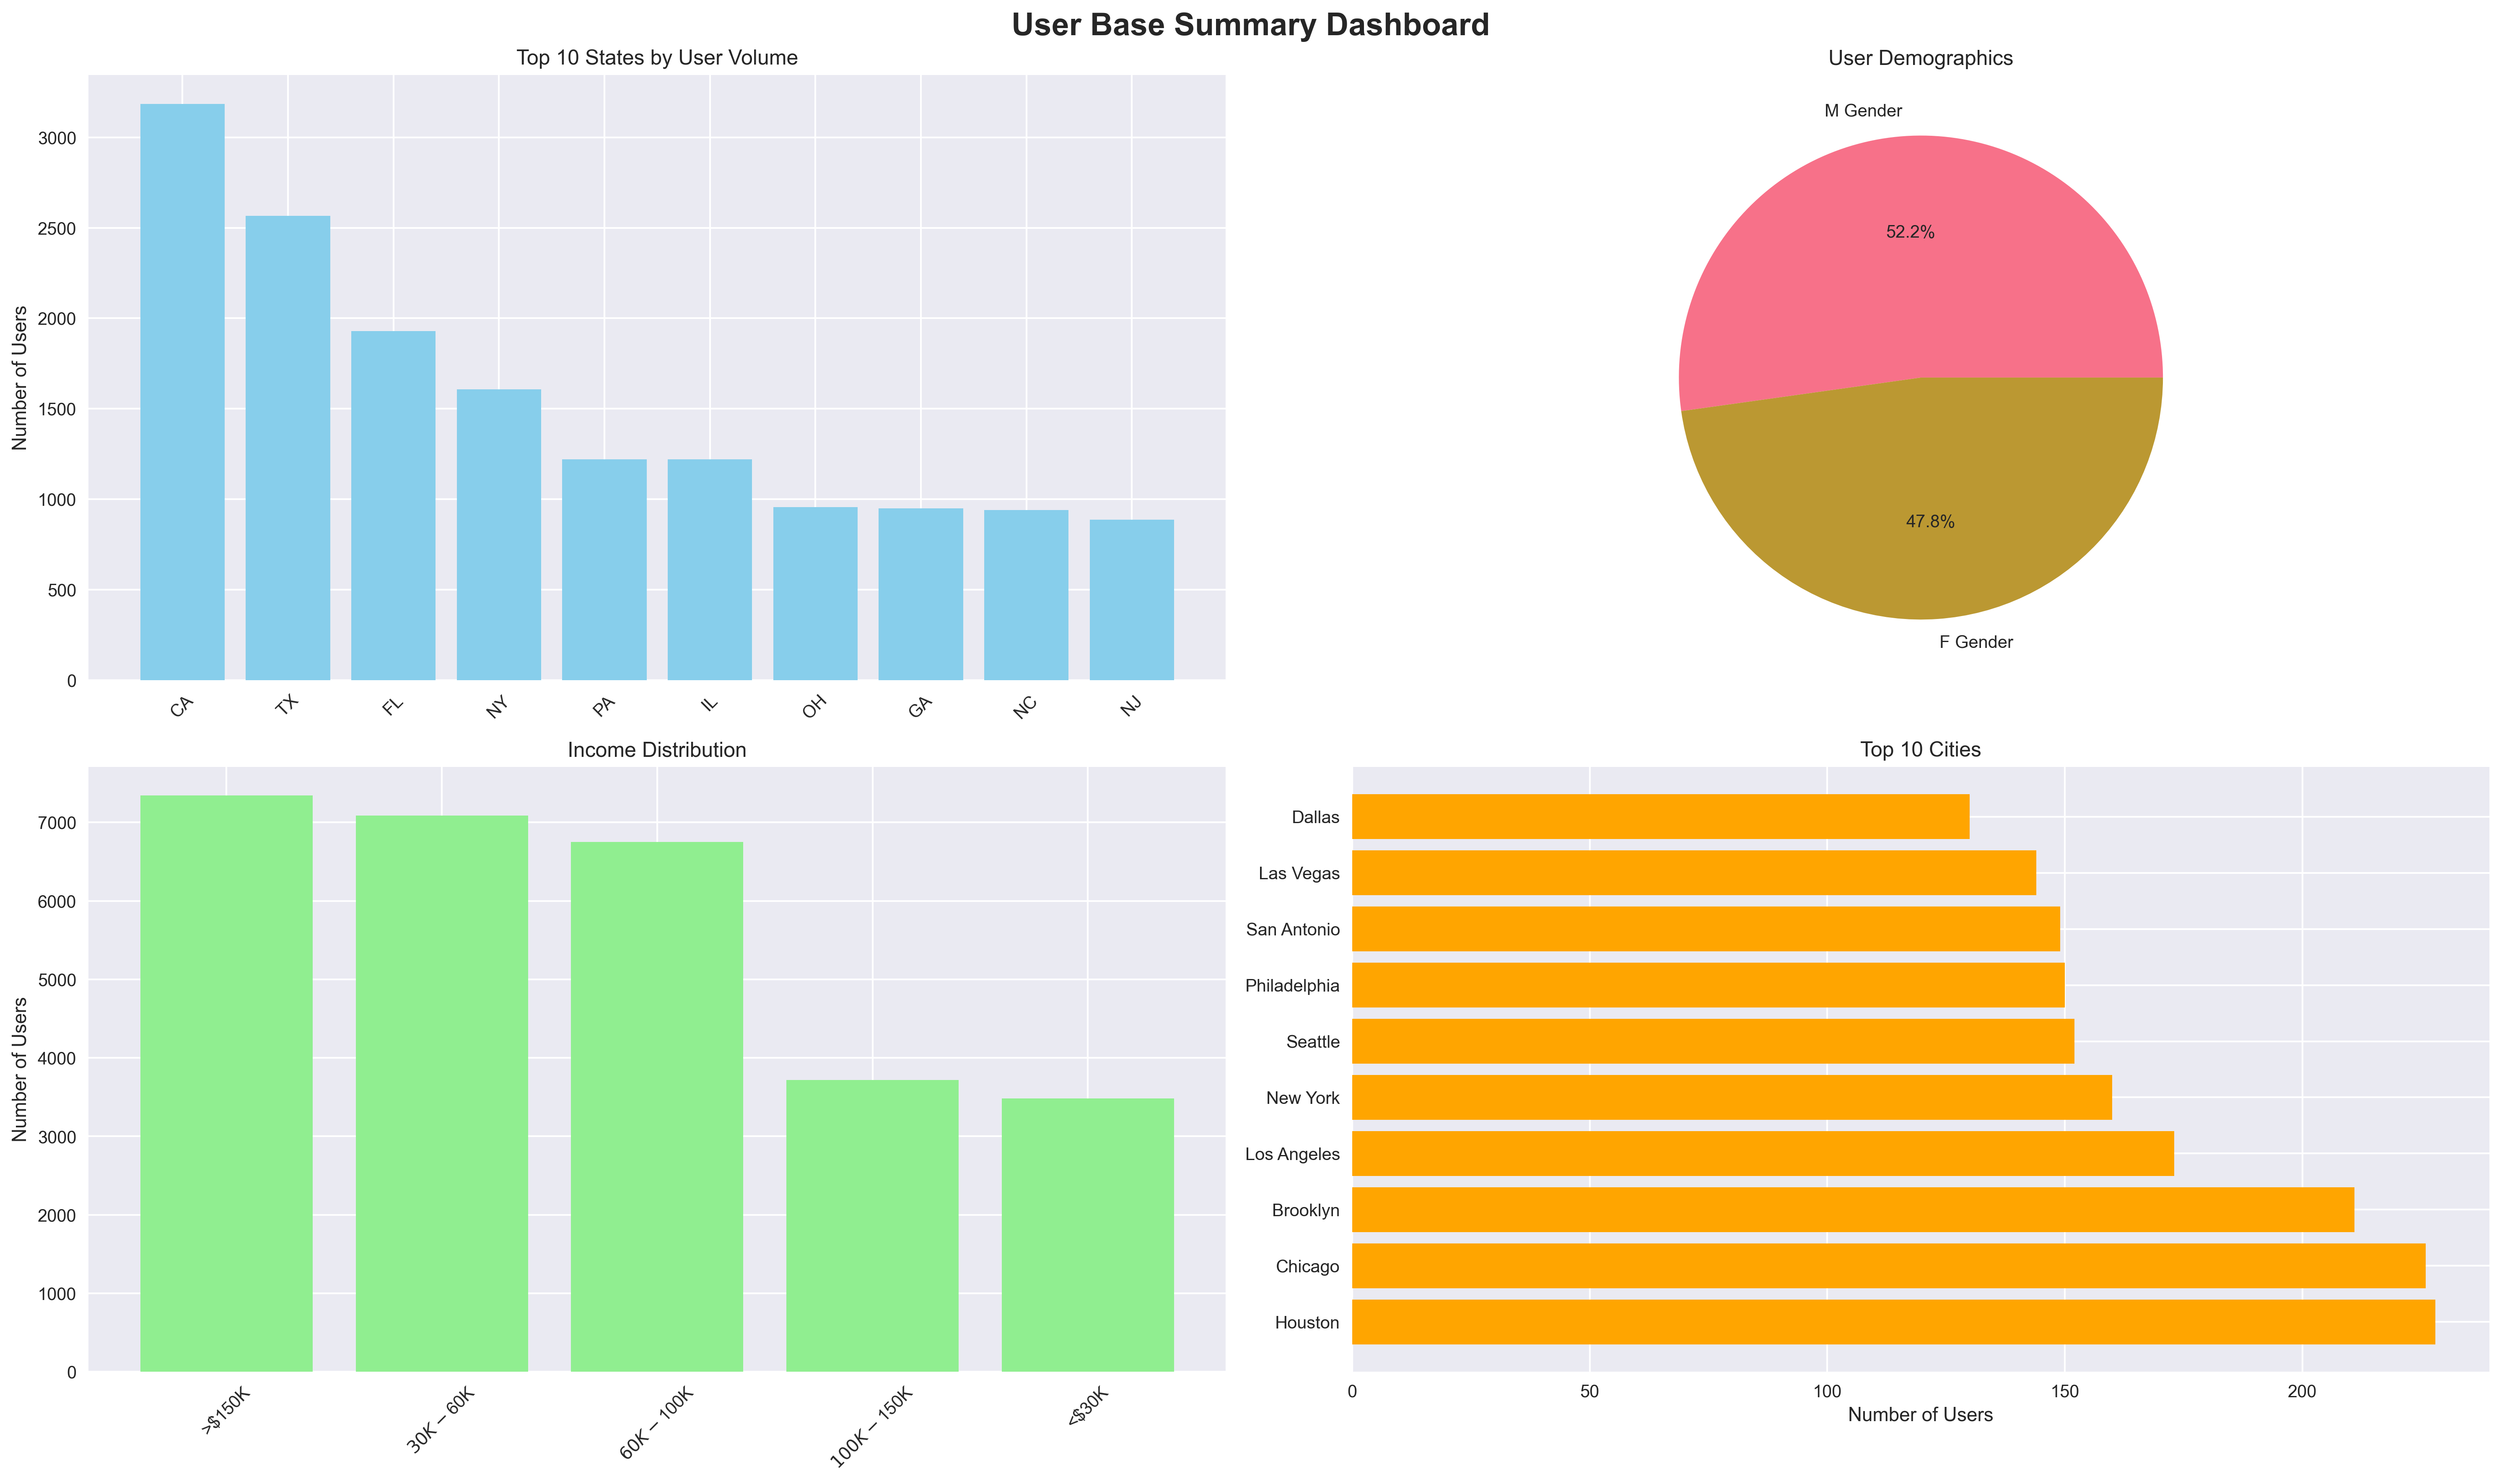 User Base Summary Dashboard
Top 10 States by User Volume
Number of Users
3000
2500
2000
1500
1000
500
0
CA
TX
FL
NY
PA
IL
OH
GA
NC
NJ
User Demographics
M Gender
52.2%
47.8%
F Gender
Income Distribution
Number of Users
7000
6000
5000
4000
3000
2000
1000
0
>$150K
30K − 60K
60K − 100K
100K − 150K
<$30K
Top 10 Cities
Dallas
Las Vegas
San Antonio
Philadelphia
Seattle
New York
Los Angeles
Brooklyn
Chicago
Houston
0
50
100
150
200
Number of Users